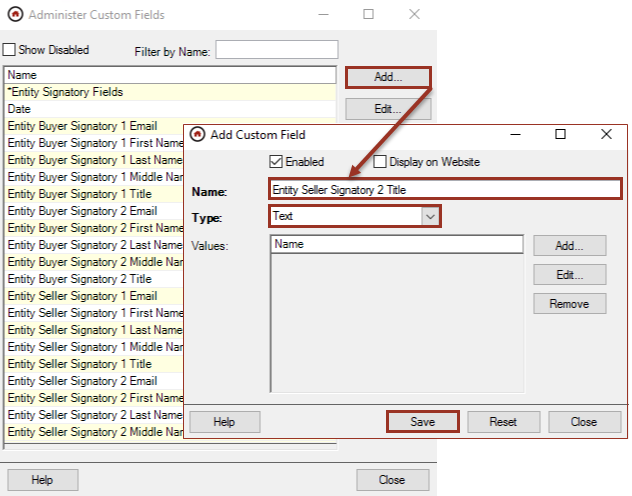 Administer Custom Fields
Show Disabled
Filter by Name:
Name
Add...
*Entity Signatory Fields
Date
Edit...
Entity Buyer Signatory 1 Email
Entity Buyer Signatory 1 First Name
Entity Buyer Signatory 1 Last Name
Entity Buyer Signatory 1 Middle Nar
Entity Buyer Signatory 1 Title
Entity Buyer Signatory 2 Email
Entity Buyer Signatory 2 First Name
Entity Buyer Signatory 2 Last Name
Entity Buyer Signatory 2 Middle Nar
Entity Buyer Signatory 2 Title
Entity Seller Signatory 1 Email
Entity Seller Signatory 1 First Name
Entity Seller Signatory 1 Last Name
Entity Seller Signatory 1 Middle Nar
Entity Seller Signatory 1 Title
Entity Seller Signatory 2 Email
Entity Seller Signatory 2 First Name
Entity Seller Signatory 2 Last Name
Entity Seller Signatory 2 Middle Nar
Help
Close
Add Custom Field
Enabled
Display on Website
Name:
Entity Seller Signatory 2 Title
Type:
Text
Values:
Name
Add...
Edit...
Remove
Help
Save
Reset
Close